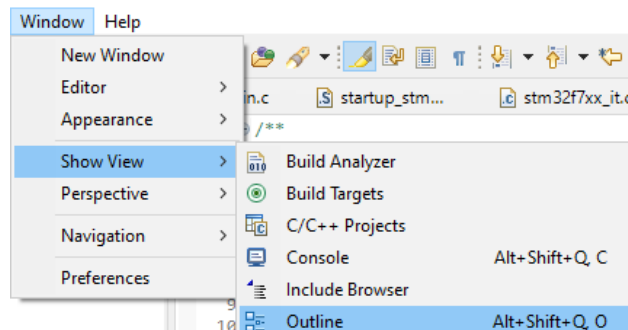 Window Help
New Window
Editor
Appearance
Show View
Perspective
Navigation
Preferences
in.c startup_stm... stm32f7xx_it.c
/**
Build Analyzer
Build Targets
C/C++ Projects
Console Alt+Shift+Q, C
Include Browser
Outline Alt+Shift+Q, O
9
10